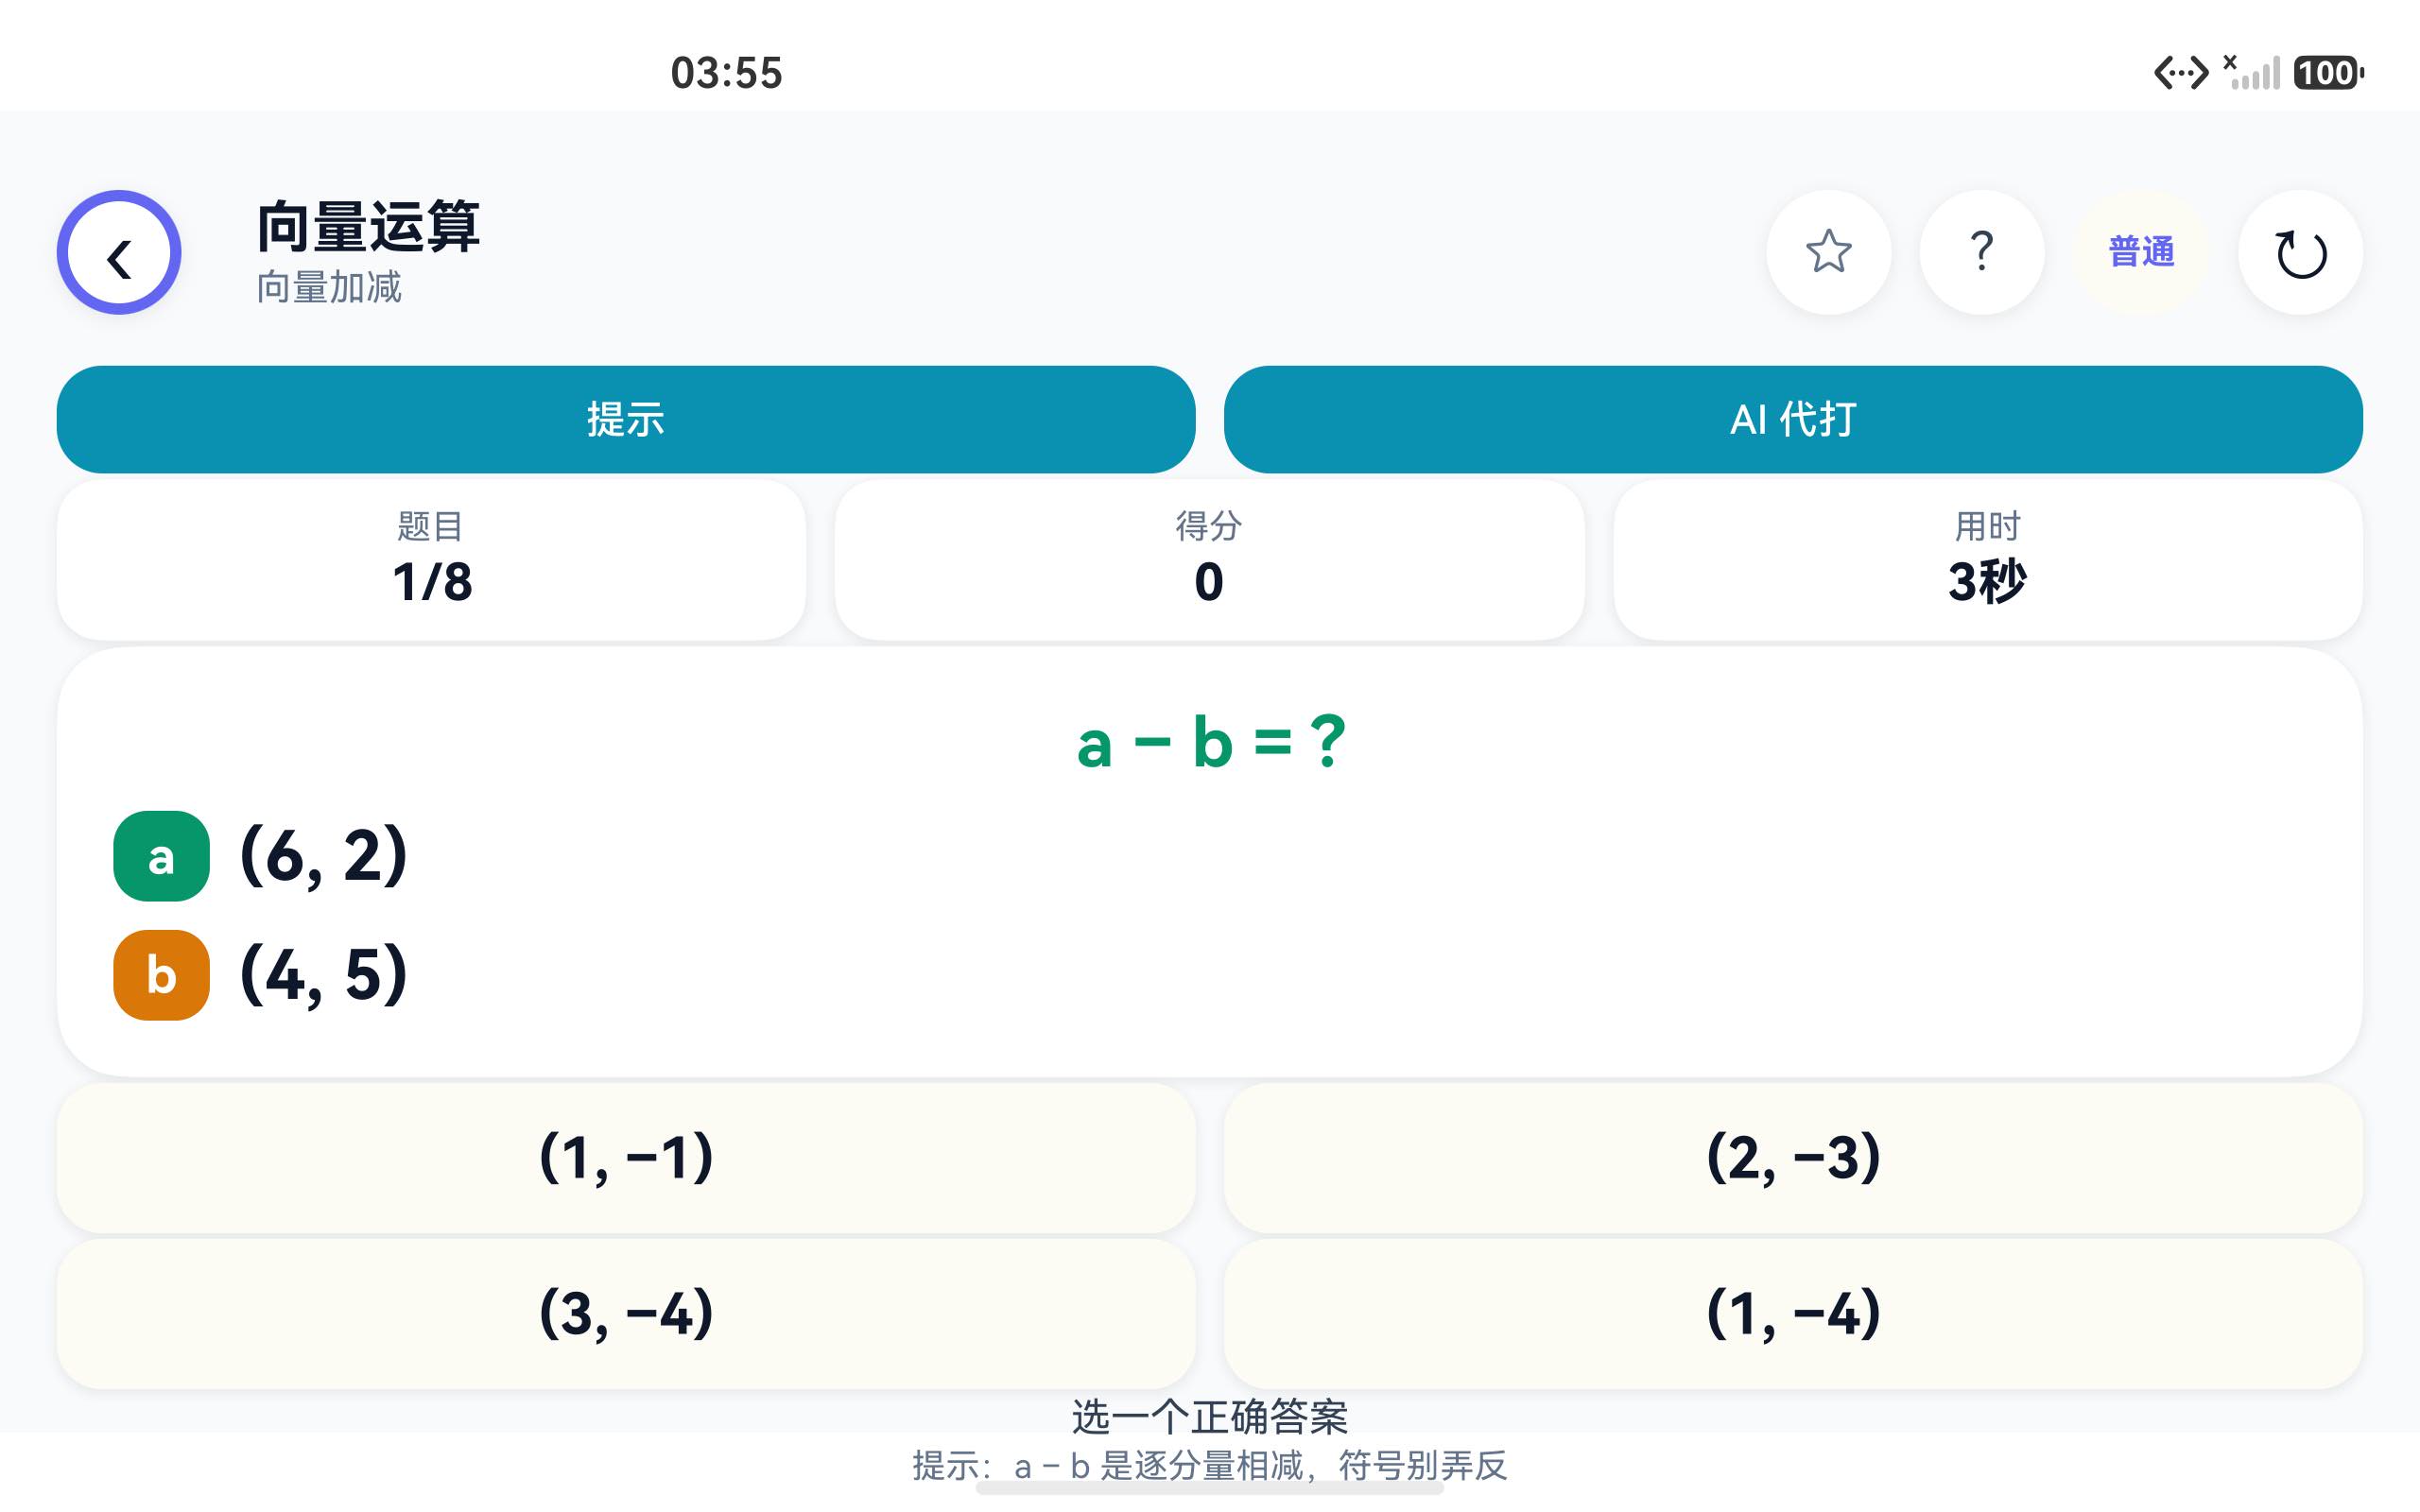 03:55
100
向量运算
向量加减
?
普通
提示
AI 代打
题目
1/8
得分
0
用时
3秒
a − b = ?
a (6, 2)
b (4, 5)
(1, −1)
(2, −3)
(3, −4)
(1, −4)
选一个正确答案
提示：a − b 是逐分量相减，符号别弄反